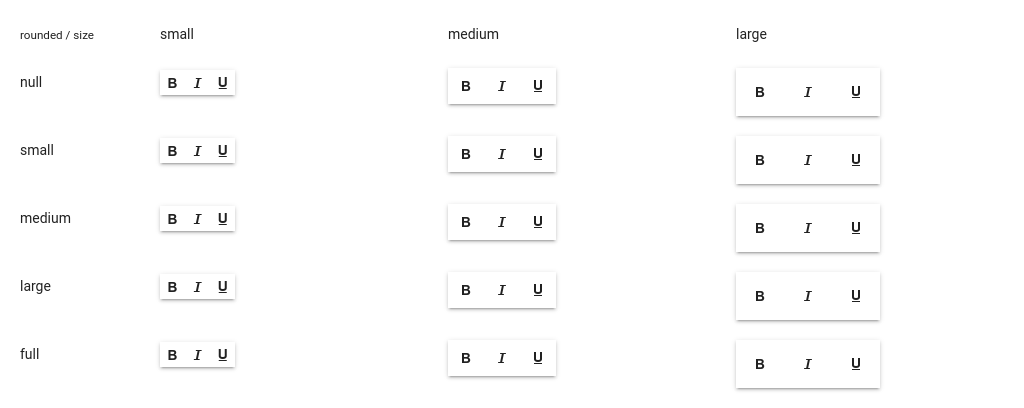 rounded / size small medium large
null B I U B I U B I U
small B I U B I U B I U
medium B I U B I U B I U
large B I U B I U B I U
full B I U B I U B I U